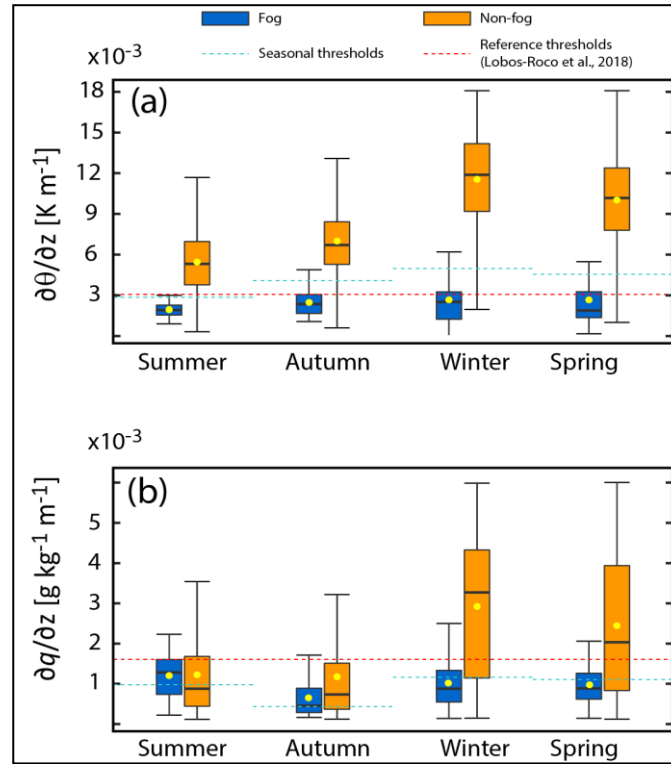 Fog
Non-fog
Seasonal thresholds
Reference thresholds
(Lobos-Roco et al., 2018)
x10⁻³
(a)
18
15
12
9
6
3
∂θ/∂z [K m⁻¹]
Summer Autumn Winter Spring
x10⁻³
(b)
5
4
3
2
1
∂q/∂z [g kg⁻¹ m⁻¹]
Summer Autumn Winter Spring